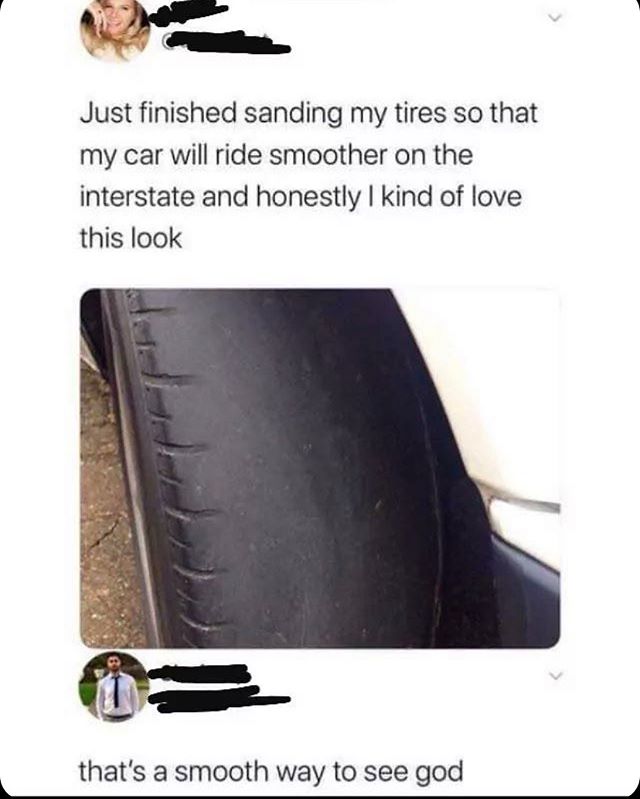 Just finished sanding my tires so that
my car will ride smoother on the
interstate and honestly I kind of love
this look
that's a smooth way to see god